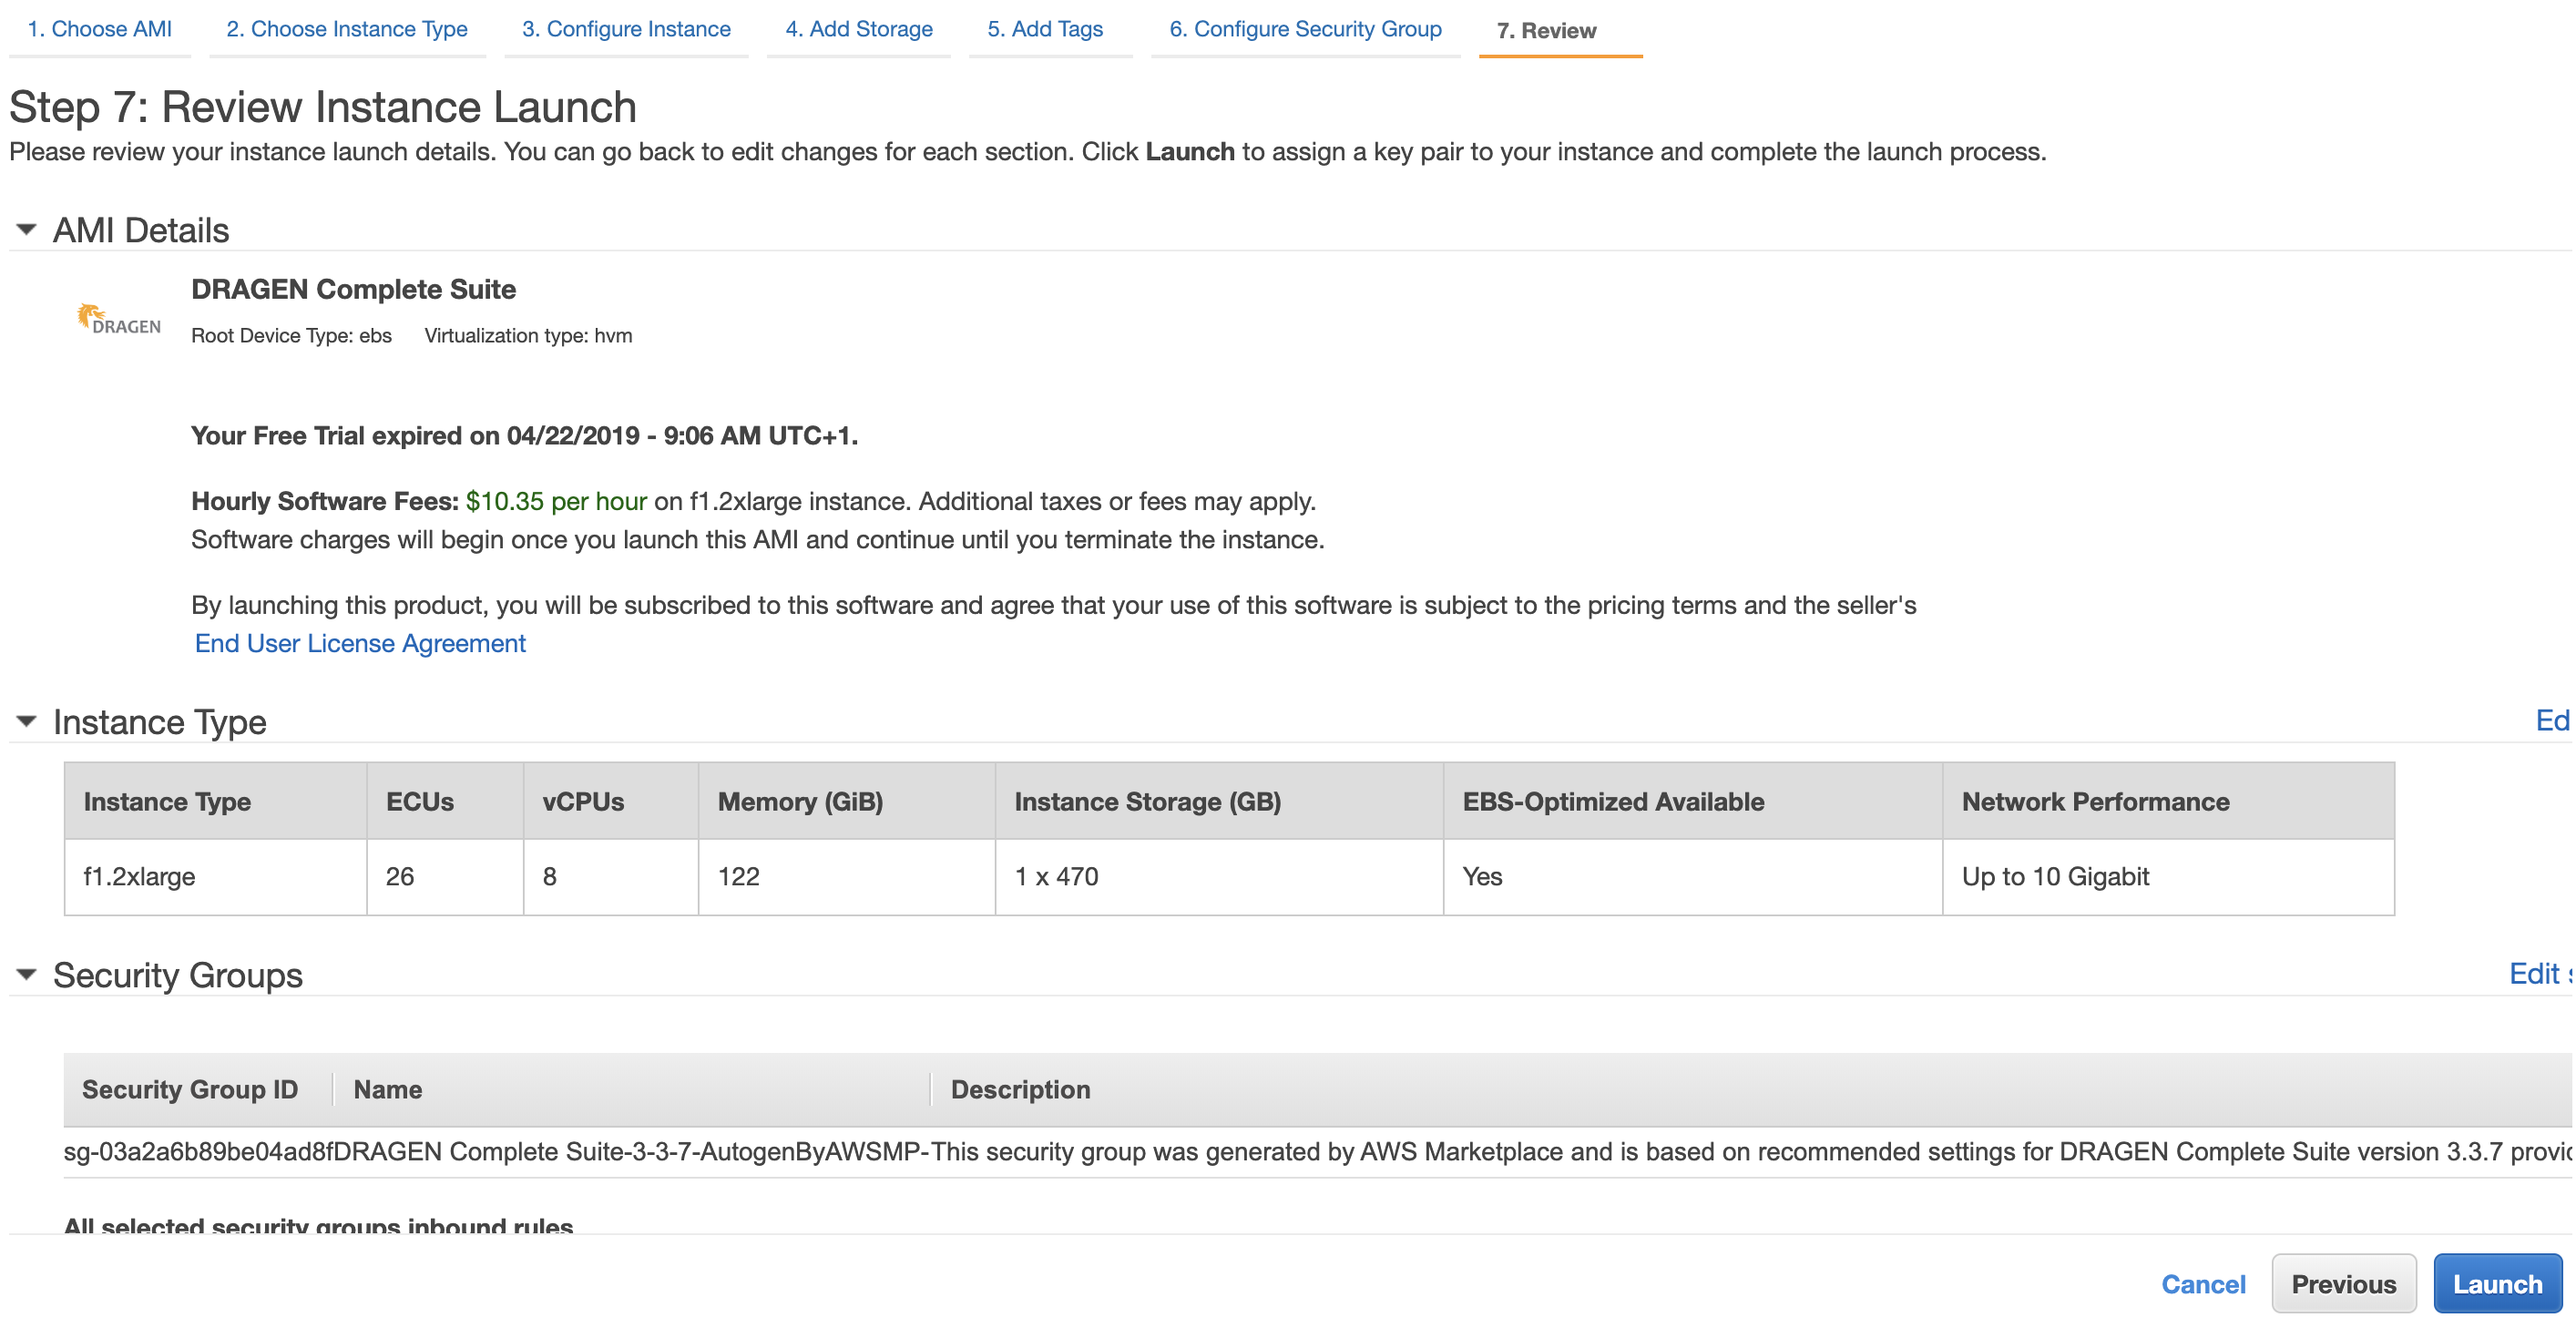 1. Choose AMI 2. Choose Instance Type 3. Configure Instance 4. Add Storage 5. Add Tags 6. Configure Security Group 7. Review
Step 7: Review Instance Launch
Please review your instance launch details. You can go back to edit changes for each section. Click Launch to assign a key pair to your instance and complete the launch process.
AMI Details
DRAGEN
DRAGEN Complete Suite
Root Device Type: ebs Virtualization type: hvm
Your Free Trial expired on 04/22/2019 - 9:06 AM UTC+1.
Hourly Software Fees: $10.35 per hour on f1.2xlarge instance. Additional taxes or fees may apply.
Software charges will begin once you launch this AMI and continue until you terminate the instance.
By launching this product, you will be subscribed to this software and agree that your use of this software is subject to the pricing terms and the seller's
End User License Agreement
Instance Type Ed
Instance Type ECUs vCPUs Memory (GiB) Instance Storage (GB) EBS-Optimized Available Network Performance
f1.2xlarge 26 8 122 1 x 470 Yes Up to 10 Gigabit
Security Groups Edit
Security Group ID Name Description
sg-03a2a6b89be04ad8fDRAGEN Complete Suite-3-3-7-AutogenByAWSMP-This security group was generated by AWS Marketplace and is based on recommended settings for DRAGEN Complete Suite version 3.3.7
All selected security groups inbound rules
Cancel Previous Launch